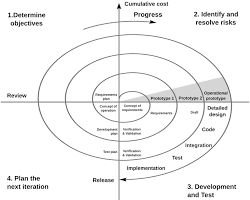 Cumulative cost
1.Determine
objectives
Progress
2. Identify and
resolve risks
Review
Requirements
plan
Concept of
operation
Concept of
requirements
Prototype 1
Prototype 2
Operational
prototype
Requirements
Draft
Detailed
design
Development
plan
Verification
& Validation
Code
Test plan
Verification
& Validation
Integration
Test
Implementation
4. Plan the
next iteration
Release
3. Development
and Test